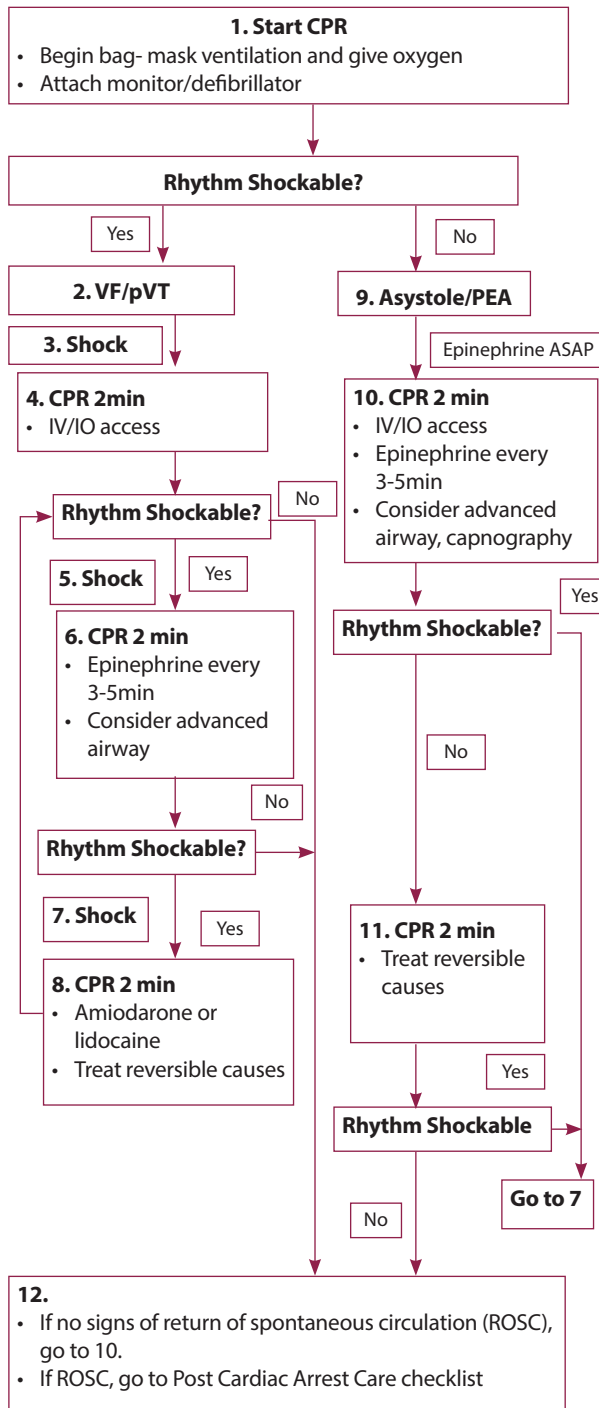 1. Start CPR
• Begin bag- mask ventilation and give oxygen
• Attach monitor/defibrillator
Rhythm Shockable?
Yes
No
2. VF/pVT
9. Asystole/PEA
3. Shock
Epinephrine ASAP
4. CPR 2min
• IV/IO access
10. CPR 2 min
• IV/IO access
• Epinephrine every
3-5min
• Consider advanced
airway, capnography
No
Rhythm Shockable?
5. Shock
Yes
Yes
6. CPR 2 min
• Epinephrine every
3-5min
• Consider advanced
airway
Rhythm Shockable?
No
No
Rhythm Shockable?
7. Shock
Yes
11. CPR 2 min
• Treat reversible
causes
8. CPR 2 min
• Amiodarone or
lidocaine
• Treat reversible causes
Yes
Rhythm Shockable
Go to 7
No
12.
• If no signs of return of spontaneous circulation (ROSC),
go to 10.
• If ROSC, go to Post Cardiac Arrest Care checklist